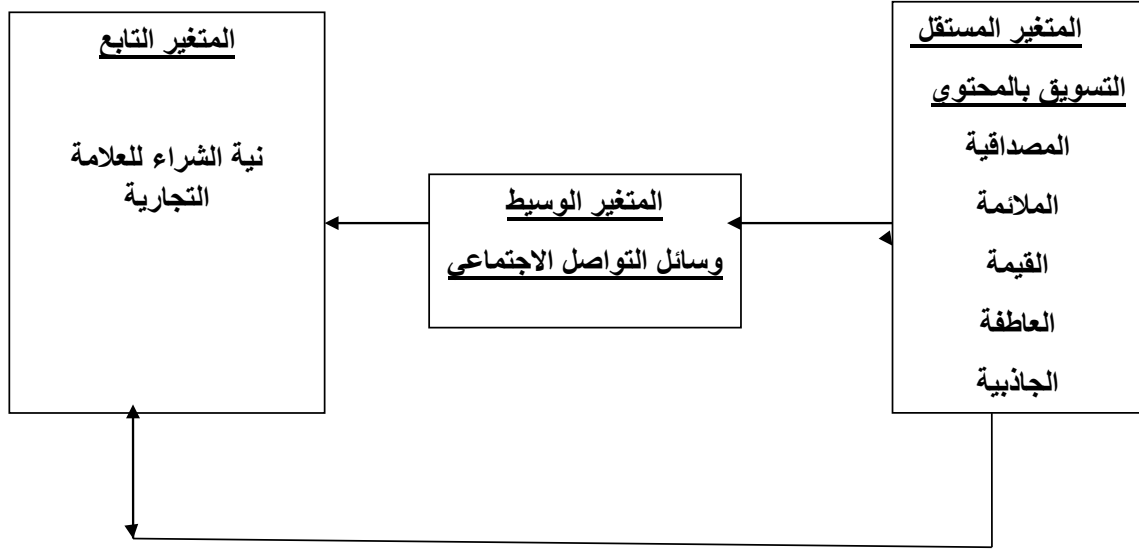 المتغير المستقل
التسويق بالمحتوي
المصداقية
الملائمة
القيمة
العاطفة
الجاذبية
المتغير الوسيط
وسائل التواصل الاجتماعي
المتغير التابع
نية الشراء للعلامة
التجارية